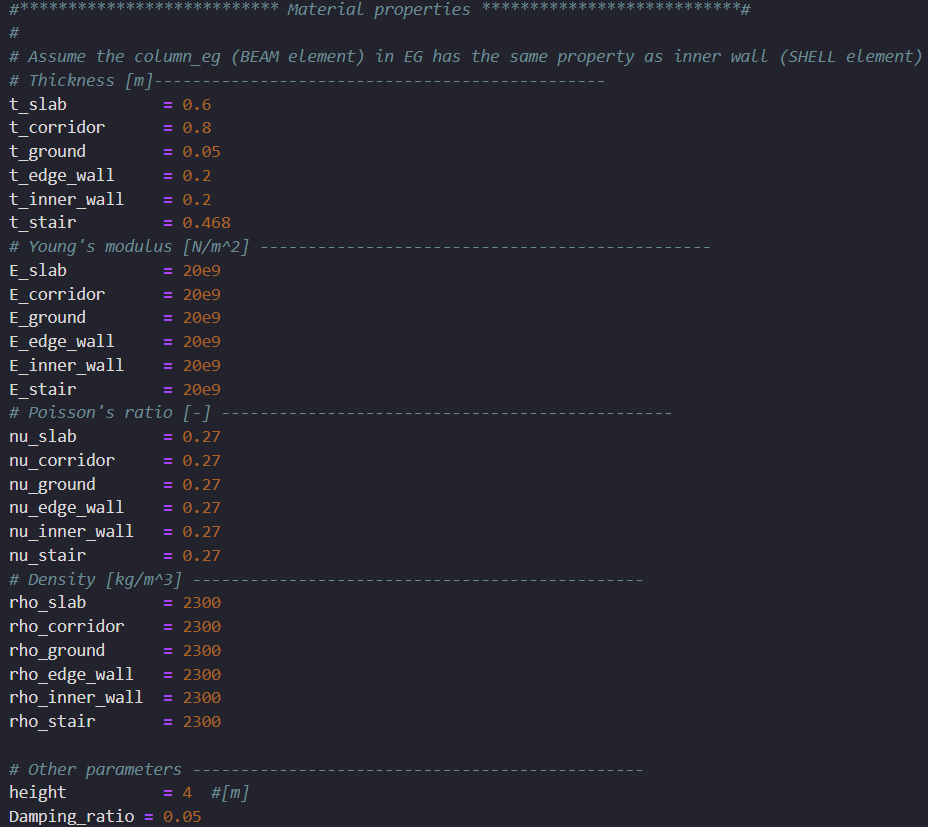 #*************************** Material properties ***************************#
#
# Assume the column_eg (BEAM element) in EG has the same property as inner wall (SHELL element)
# Thickness [m]-----------------------------------------------
t_slab = 0.6
t_corridor = 0.8
t_ground = 0.05
t_edge_wall = 0.2
t_inner_wall = 0.2
t_stair = 0.468
# Young's modulus [N/m^2] -----------------------------------------------
E_slab = 20e9
E_corridor = 20e9
E_ground = 20e9
E_edge_wall = 20e9
E_inner_wall = 20e9
E_stair = 20e9
# Poisson's ratio [-] -----------------------------------------------
nu_slab = 0.27
nu_corridor = 0.27
nu_ground = 0.27
nu_edge_wall = 0.27
nu_inner_wall = 0.27
nu_stair = 0.27
# Density [kg/m^3] -----------------------------------------------
rho_slab = 2300
rho_corridor = 2300
rho_ground = 2300
rho_edge_wall = 2300
rho_inner_wall = 2300
rho_stair = 2300
# Other parameters -----------------------------------------------
height = 4 #[m]
Damping_ratio = 0.05